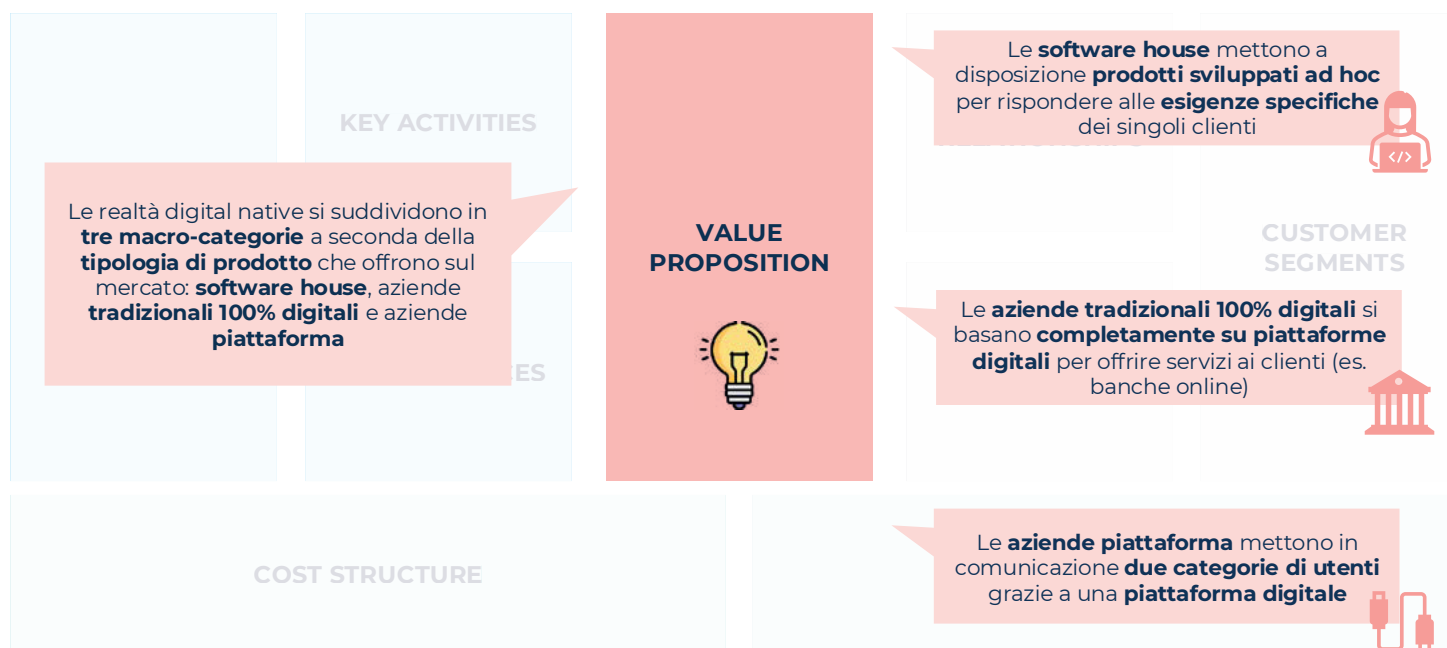 KEY ACTIVITIES
Le realtà digital native si suddividono in
tre macro-categorie a seconda della
tipologia di prodotto che offrono sul
mercato: software house, aziende
tradizionali 100% digitali e aziende
piattaforma
VALUE
PROPOSITION
Le software house mettono a
disposizione prodotti sviluppati ad hoc
per rispondere alle esigenze specifiche
dei singoli clienti
</>
CUSTOMER
SEGMENTS
Le aziende tradizionali 100% digitali si
basano completamente su piattaforme
digitali per offrire servizi ai clienti (es.
banche online)
COST STRUCTURE
Le aziende piattaforma mettono in
comunicazione due categorie di utenti
grazie a una piattaforma digitale